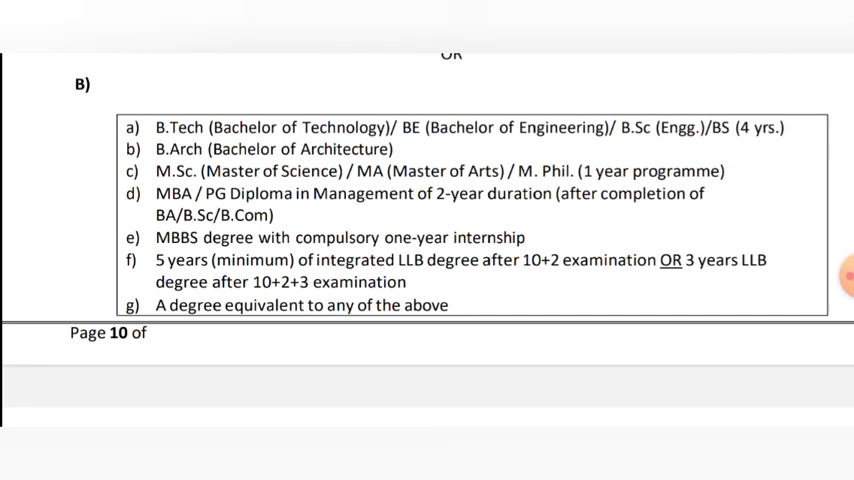 OR
B)
a) B.Tech (Bachelor of Technology)/ BE (Bachelor of Engineering)/ B.Sc (Engg.)/BS (4 yrs.)
b) B.Arch (Bachelor of Architecture)
c) M.Sc. (Master of Science) / MA (Master of Arts) / M. Phil. (1 year programme)
d) MBA / PG Diploma in Management of 2-year duration (after completion of
BA/B.Sc/B.Com)
e) MBBS degree with compulsory one-year internship
f) 5 years (minimum) of integrated LLB degree after 10+2 examination OR 3 years LLB
degree after 10+2+3 examination
g) A degree equivalent to any of the above
Page 10 of